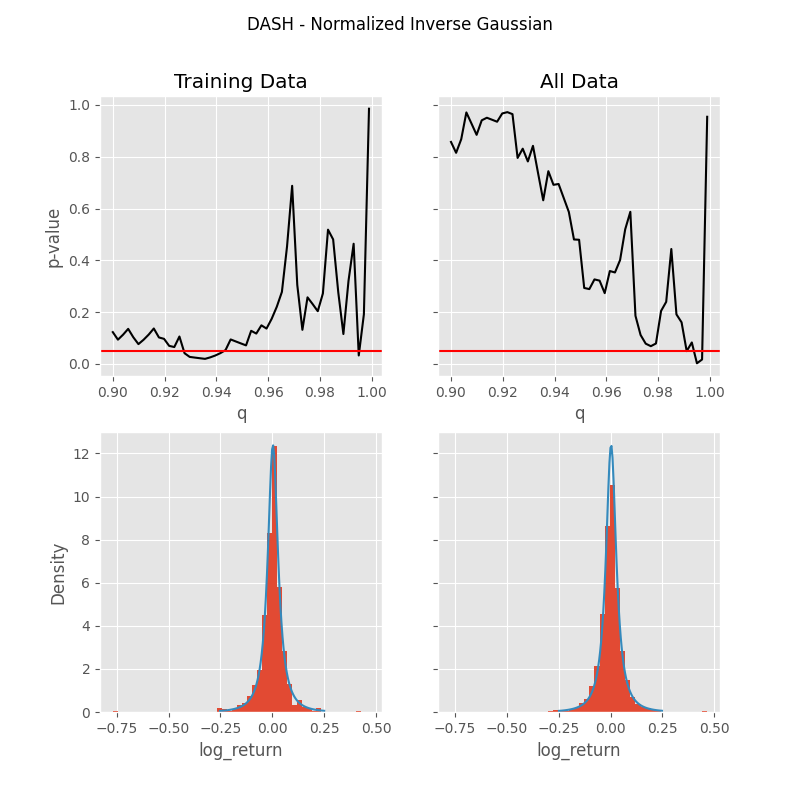 DASH - Normalized Inverse Gaussian
Training Data
All Data
1.0
0.8
0.6
0.4
0.2
0.0
p-value
0.90 0.92 0.94 0.96 0.98 1.00
0.90 0.92 0.94 0.96 0.98 1.00
q
q
12
10
8
6
4
2
0
Density
−0.75 −0.50 −0.25 0.00 0.25 0.50
−0.75 −0.50 −0.25 0.00 0.25 0.50
log_return
log_return